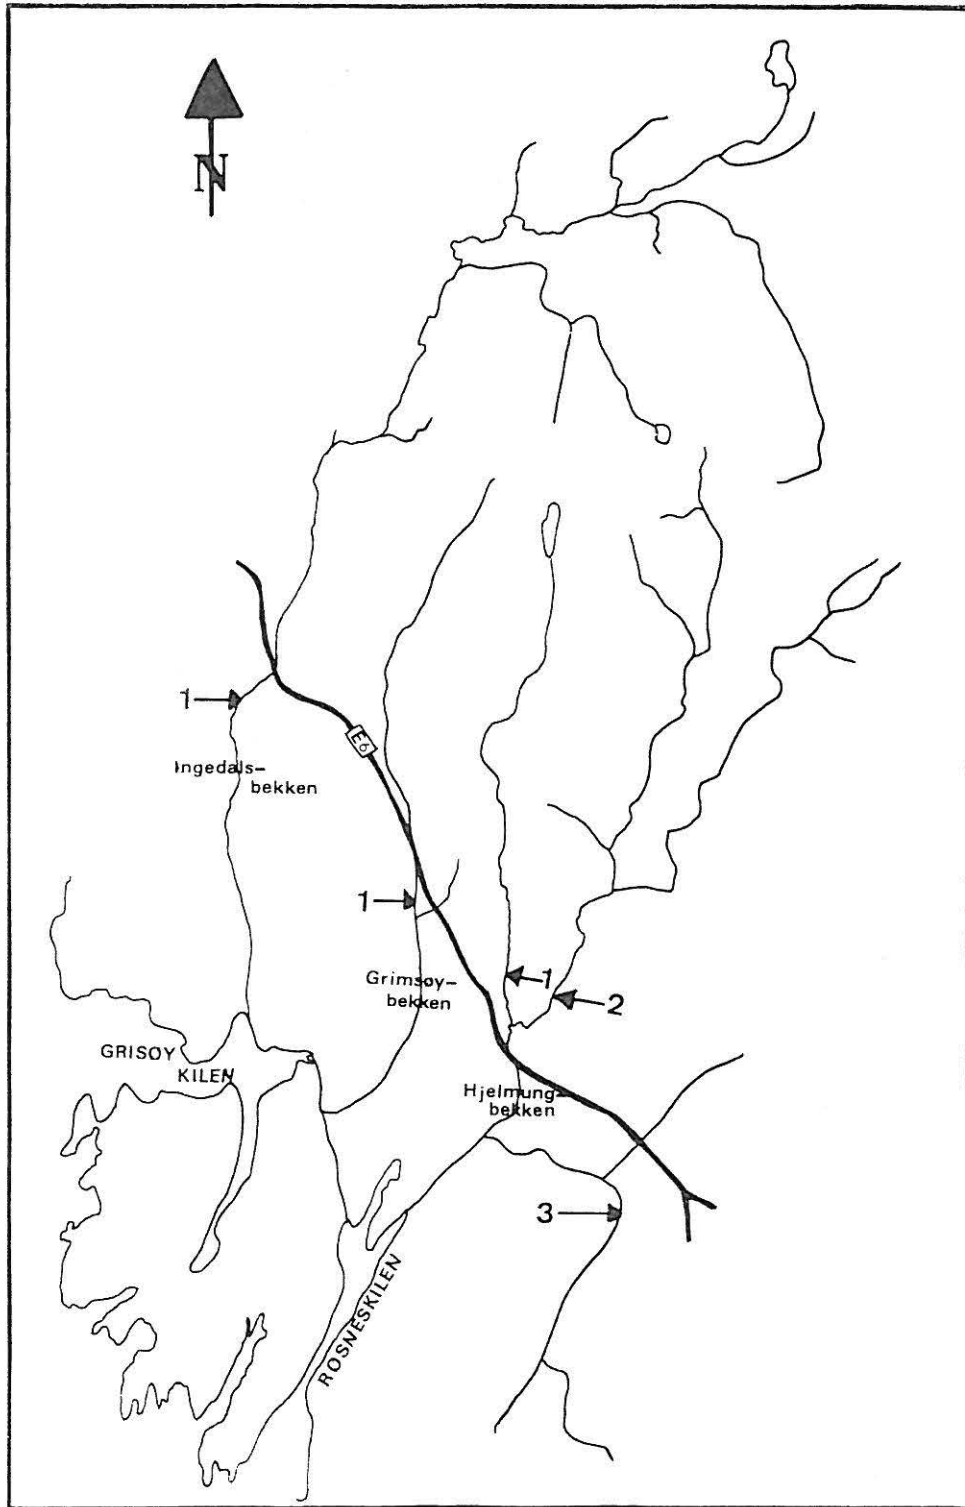 N
1
E6
Ingedals-
bekken
1
Grimsøy-
bekken
1
2
GRISØY
KILEN
Hjelmung-
bekken
3
ROSNESKILEN